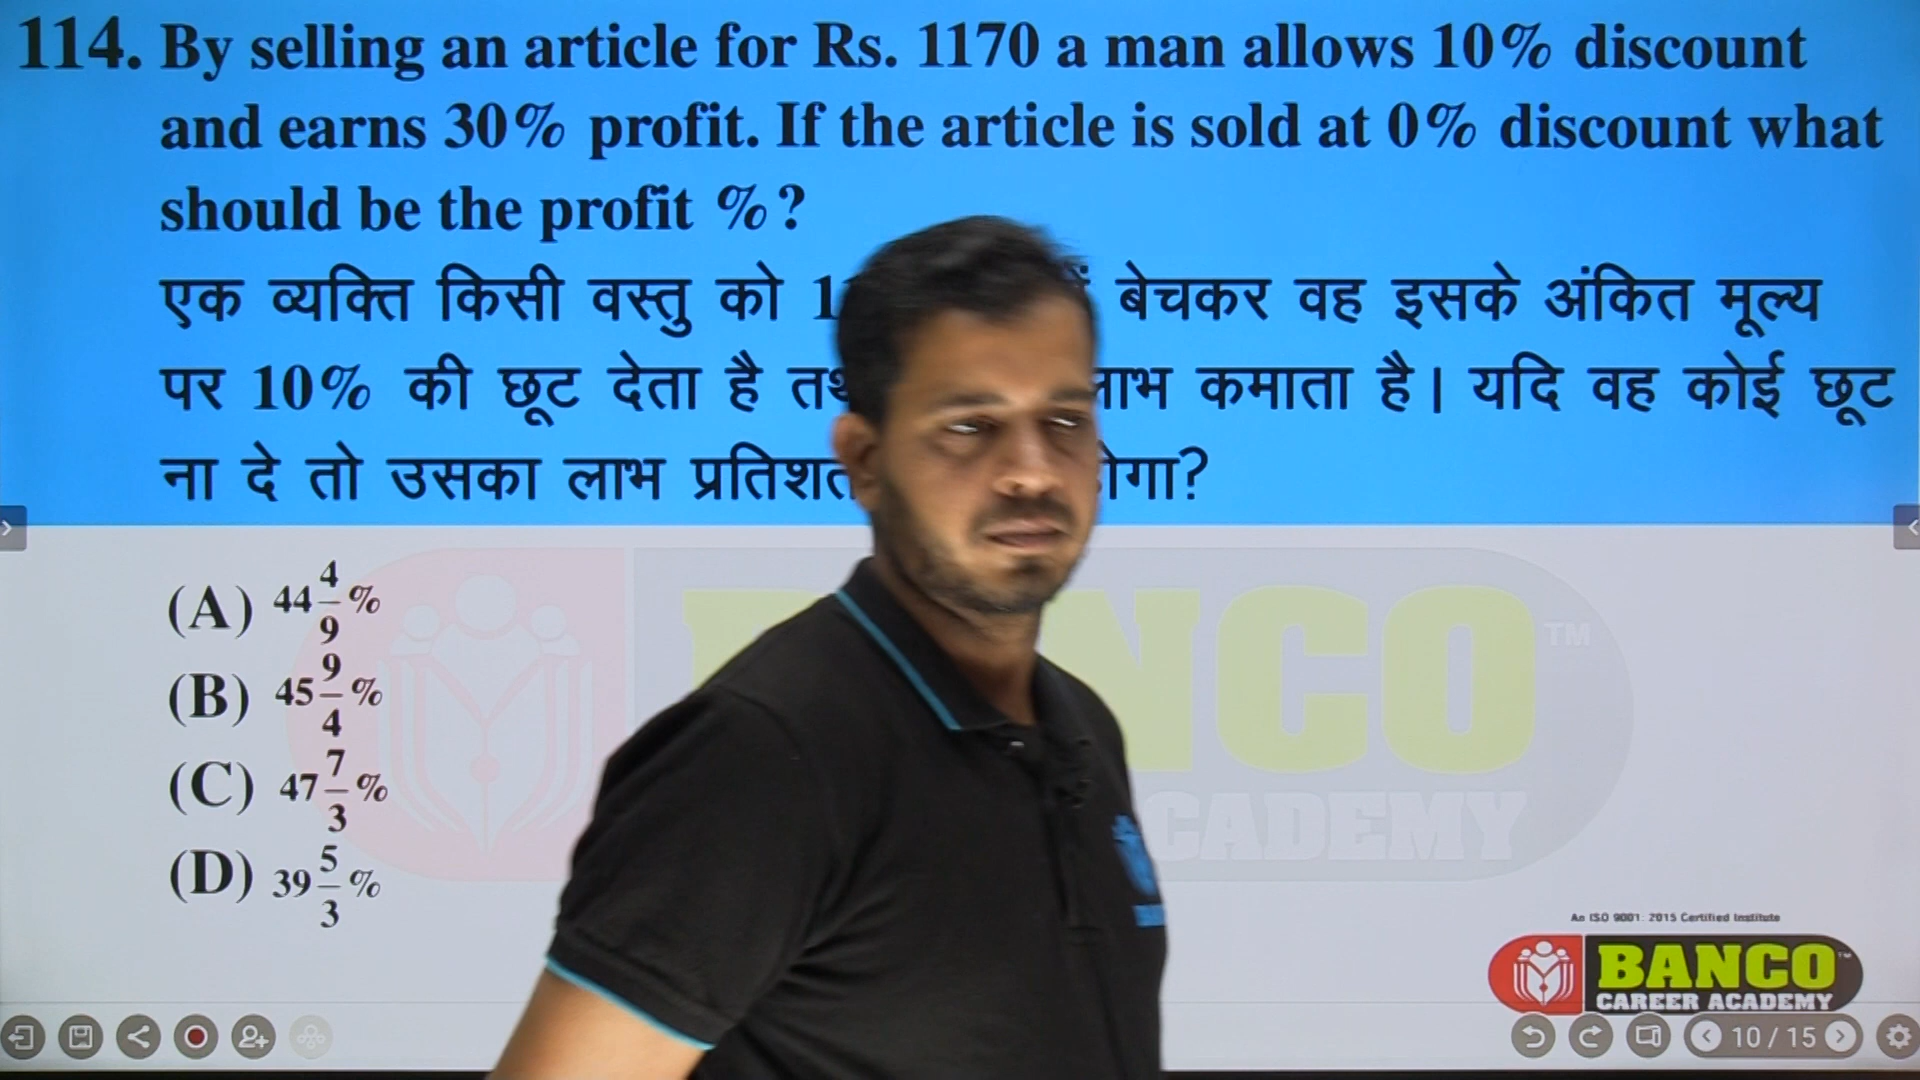 114. By selling an article for Rs. 1170 a man allows 10% discount
and earns 30% profit. If the article is sold at 0% discount what
should be the profit %?
एक व्यक्ति किसी वस्तु को बेचकर वह इसके अंकित मूल्य
पर 10% की छूट देता है कमाता है। यदि वह कोई छूट
ना दे तो उसका लाभ
(A) 44 4/9 %
(B) 45 9/4 %
(C) 47 7/3 %
(D) 39 5/3 %
BANCO
CAREER ACADEMY
An ISO 9001: 2015 Certified Institute
10/15